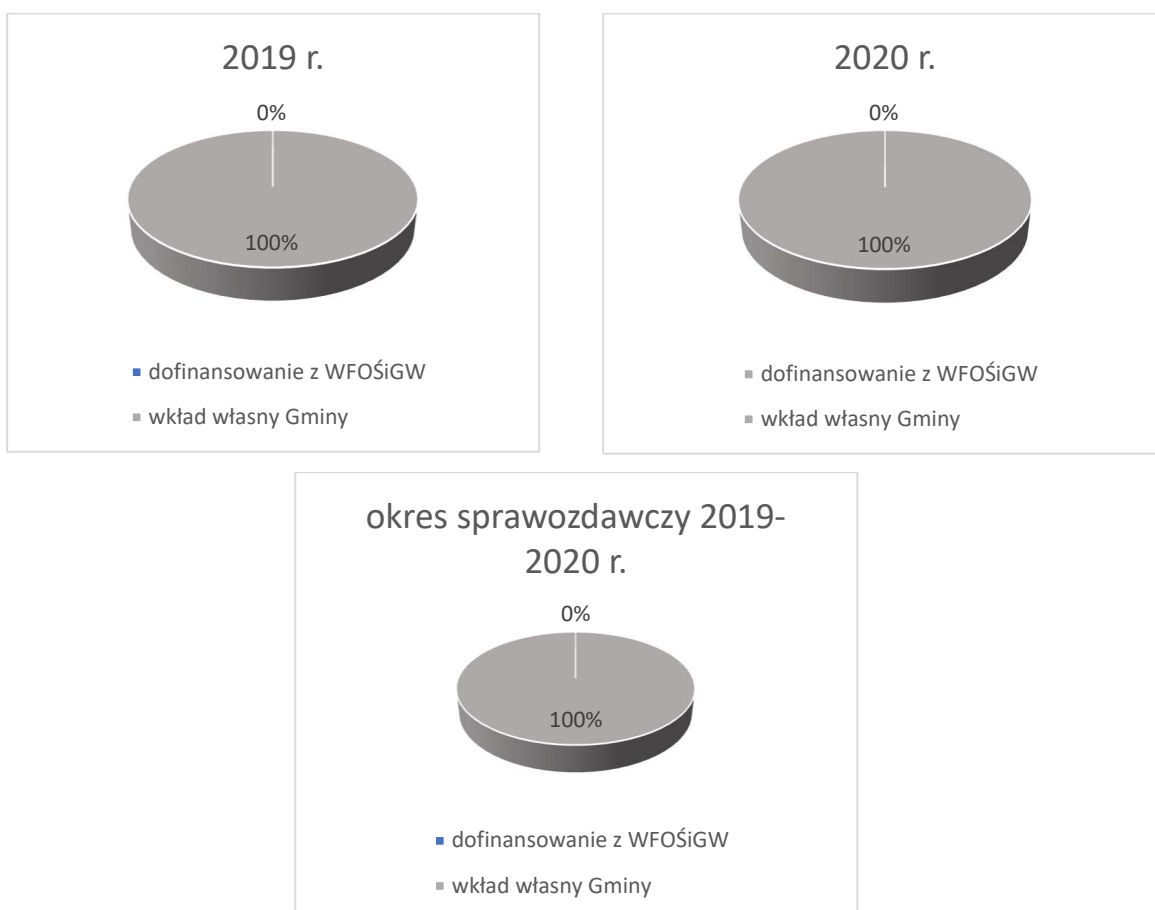 2019 r.
0%
100%
dofinansowanie z WFOŚiGW
wkład własny Gminy
2020 r.
0%
100%
dofinansowanie z WFOŚiGW
wkład własny Gminy
okres sprawozdawczy 2019-
2020 r.
0%
100%
dofinansowanie z WFOŚiGW
wkład własny Gminy